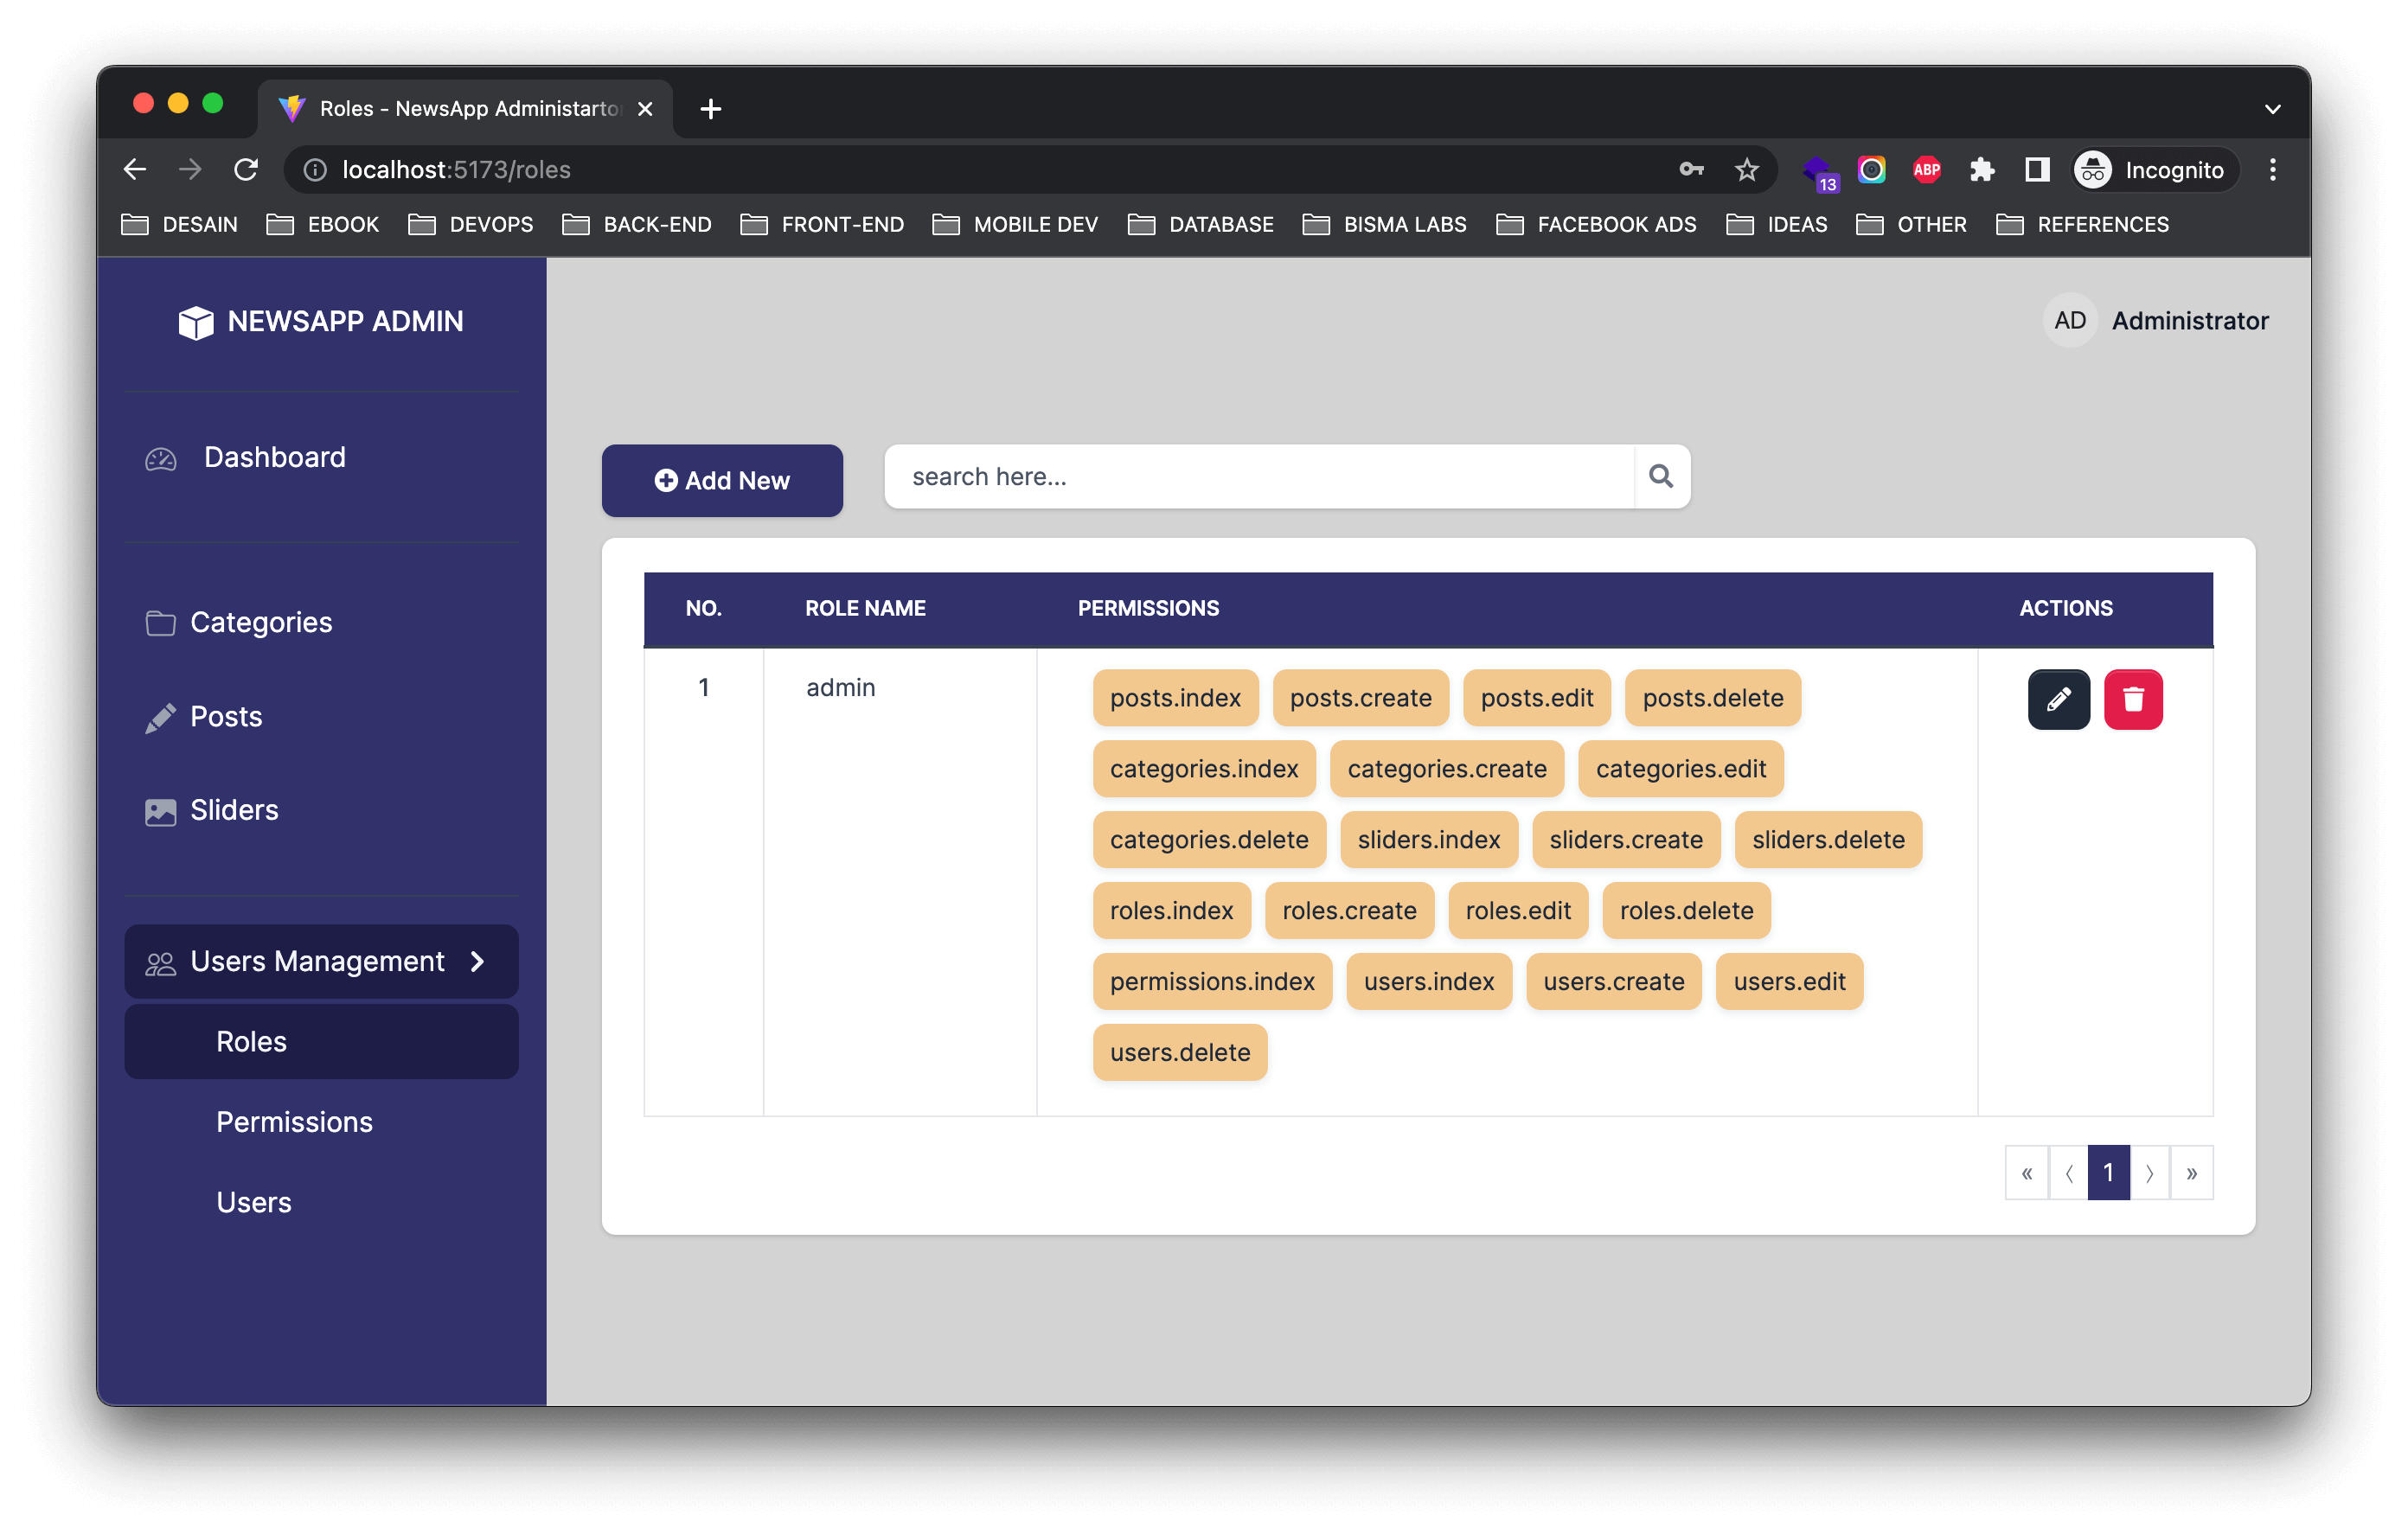 Roles - NewsApp Administarto
localhost:5173/roles
13
ABP
Incognito
DESAIN EBOOK DEVOPS BACK-END FRONT-END MOBILE DEV DATABASE BISMA LABS FACEBOOK ADS IDEAS OTHER REFERENCES
NEWSAPP ADMIN
Dashboard
Categories
Posts
Sliders
Users Management
Roles
Permissions
Users
AD Administrator
Add New
search here...
NO. ROLE NAME PERMISSIONS ACTIONS
1 admin posts.index posts.create posts.edit posts.delete
categories.index categories.create categories.edit
categories.delete sliders.index sliders.create sliders.delete
roles.index roles.create roles.edit roles.delete
permissions.index users.index users.create users.edit
users.delete
« 〈 1 〉 »